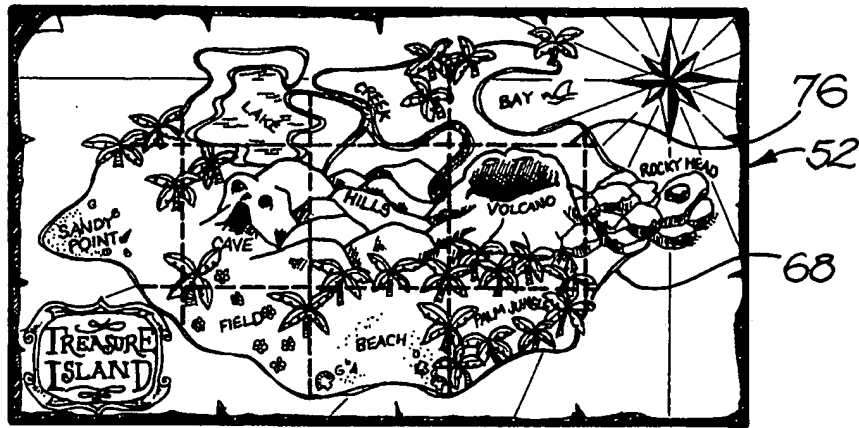 LAKE
CREEK
BAY
76
52
ROCKY HEAD
HILLS
VOLCANO
SANDY
POINT
CAVE
68
FIELD
BEACH
PALM JUNGLE
TREASURE
ISLAND